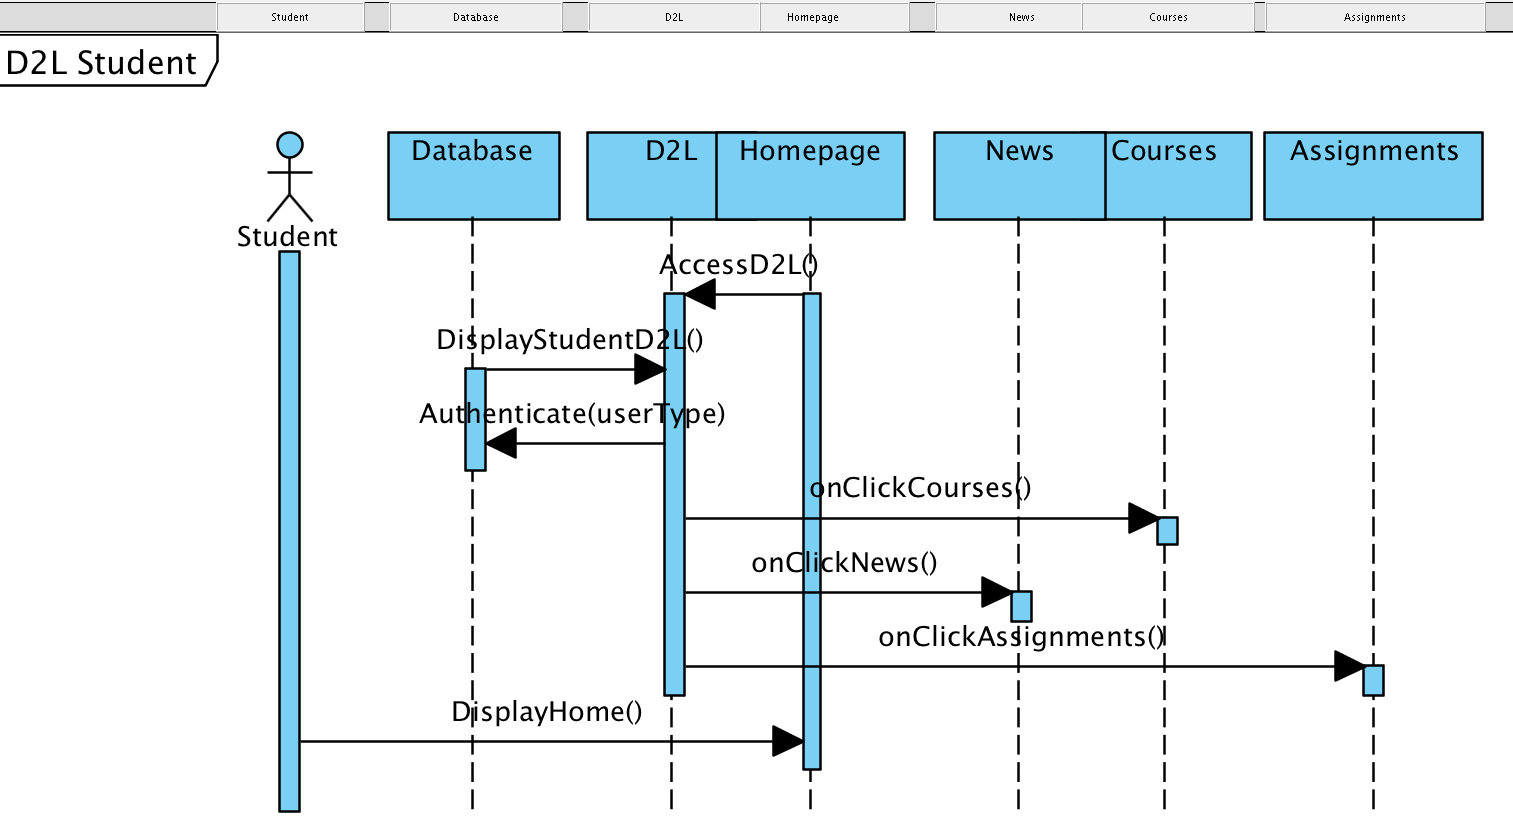 Student Database D2L Homepage News Courses Assignments
D2L Student
Database D2L Homepage News Courses Assignments
Student
AccessD2L()
DisplayStudentD2L()
Authenticate(userType)
onClickCourses()
onClickNews()
onClickAssignments()
DisplayHome()